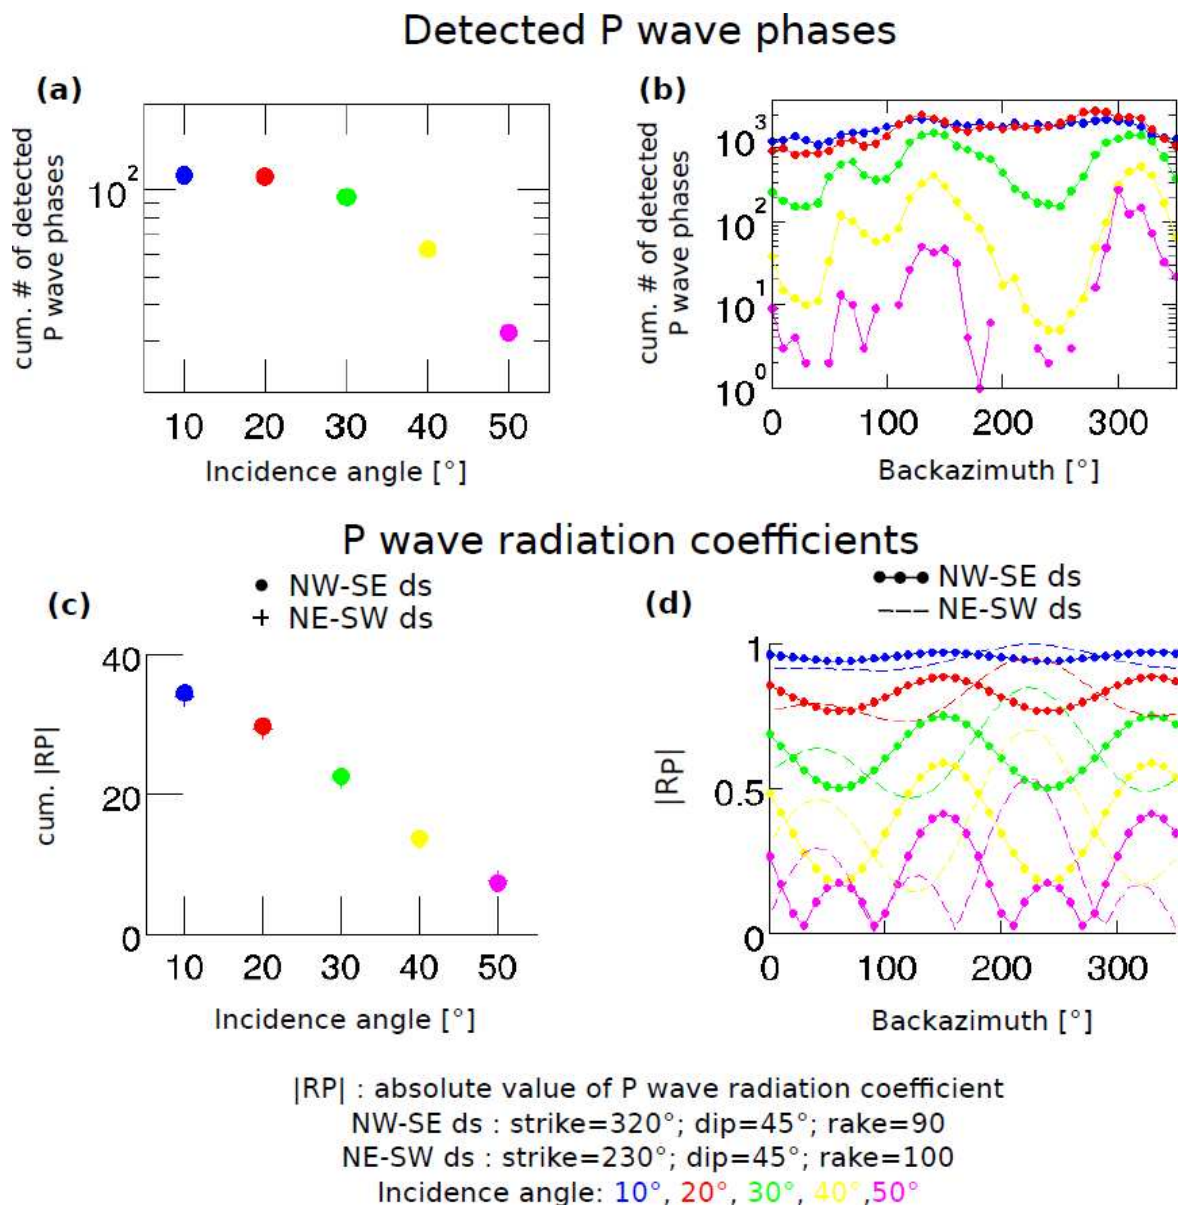 Detected P wave phases
(a)
cum. # of detected
P wave phases
10^2
10 20 30 40 50
Incidence angle [°]
(b)
cum. # of detected
P wave phases
10^3
10^2
10^1
10^0
0 100 200 300
Backazimuth [°]
P wave radiation coefficients
(c)
NW-SE ds
NE-SW ds
cum. |RP|
40
20
0
10 20 30 40 50
Incidence angle [°]
(d)
NW-SE ds
NE-SW ds
|RP|
1
0.5
0
0 100 200 300
Backazimuth [°]
|RP| : absolute value of P wave radiation coefficient
NW-SE ds : strike=320°; dip=45°; rake=90
NE-SW ds : strike=230°; dip=45°; rake=100
Incidence angle: 10°, 20°, 30°, 40°,50°